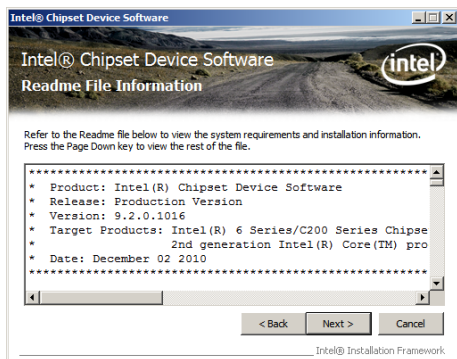 Intel® Chipset Device Software
Intel® Chipset Device Software
intel
Readme File Information
Refer to the Readme file below to view the system requirements and installation information.
Press the Page Down key to view the rest of the file.
*******************************************************
* Product: Intel(R) Chipset Device Software
* Release: Production Version
* Version: 9.2.0.1016
* Target Products: Intel(R) 6 Series/C200 Series Chipse
* 2nd generation Intel(R) Core(TM) pro
* Date: December 02 2010
*******************************************************
< Back Next > Cancel
Intel® Installation Framework